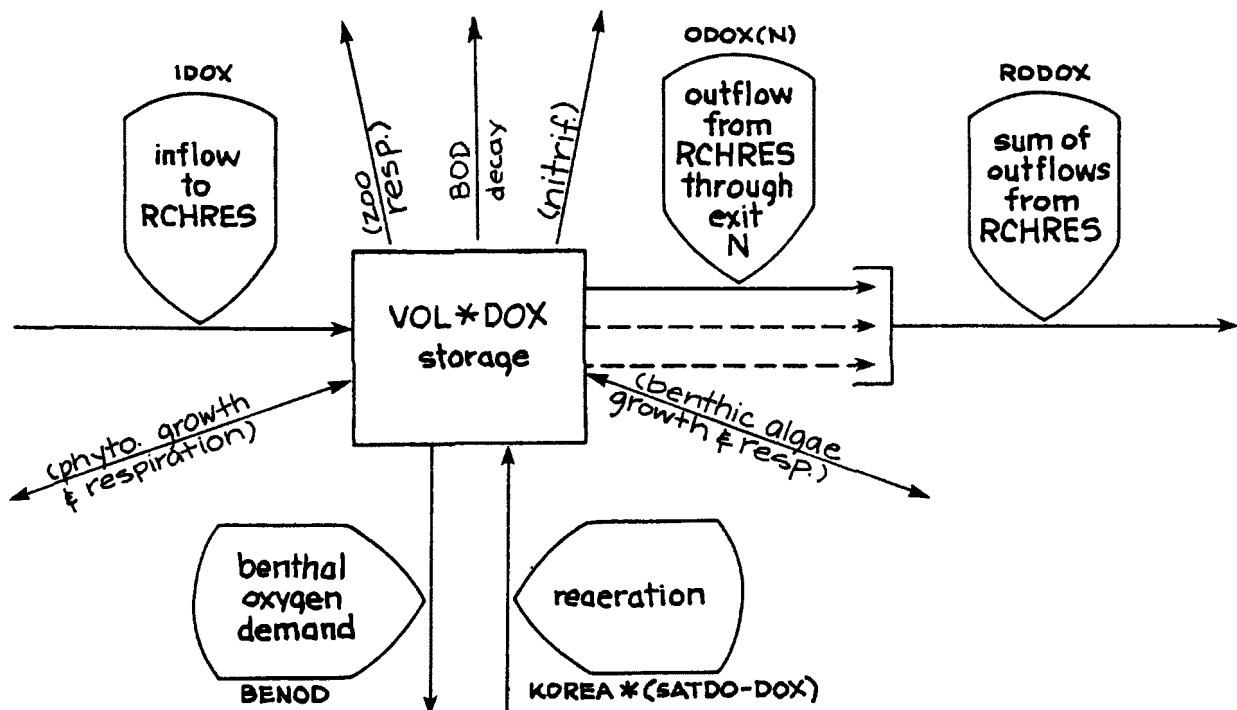 IDOX
inflow
to
RCHRES
(zoo
resp.)
BOD
decay
(nitrif.)
ODOX(N)
outflow
from
RCHRES
through
exit
N
RODOX
sum of
outflows
from
RCHRES
VOL*DOX
storage
(phyto. growth
& respiration)
(benthic algae
growth & resp.)
benthal
oxygen
demand
BENOD
reaeration
KOREA*(SATDO-DOX)